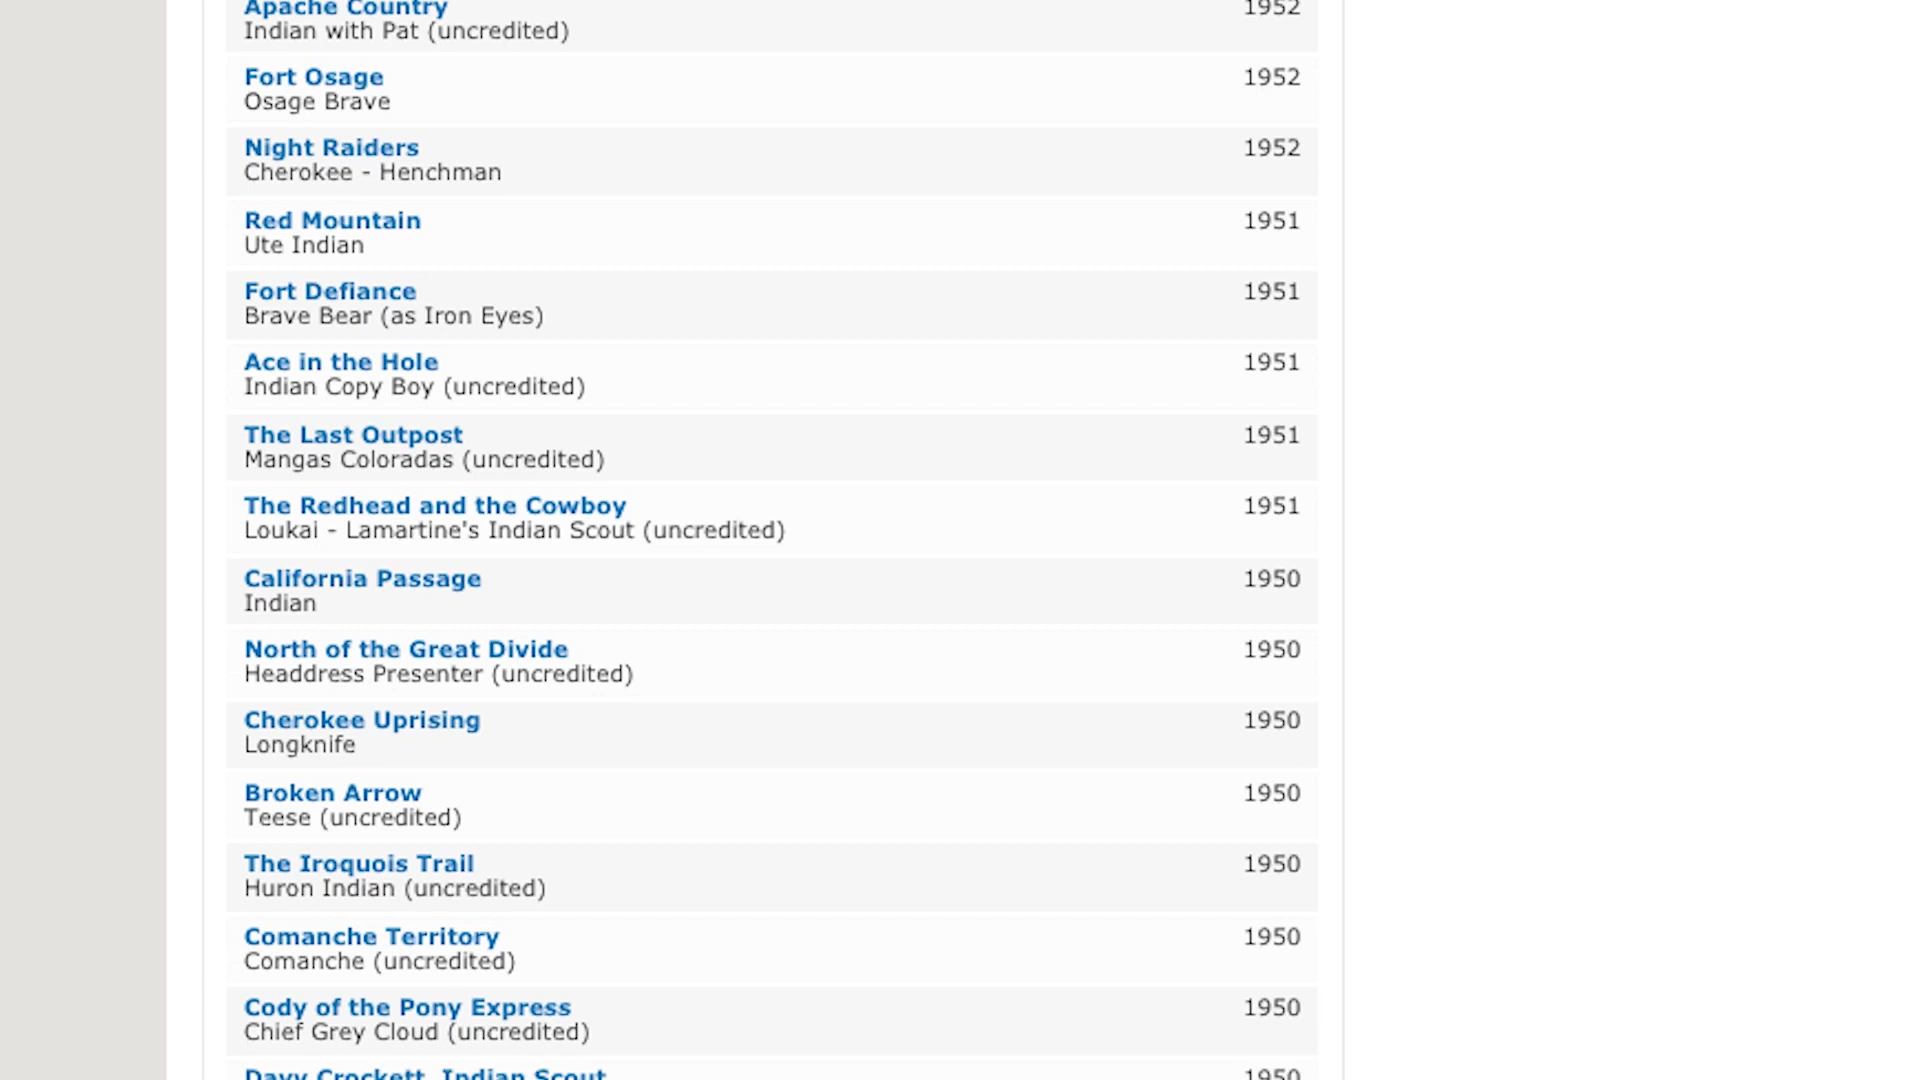 Apache Country 1952
Indian with Pat (uncredited)
Fort Osage 1952
Osage Brave
Night Raiders 1952
Cherokee - Henchman
Red Mountain 1951
Ute Indian
Fort Defiance 1951
Brave Bear (as Iron Eyes)
Ace in the Hole 1951
Indian Copy Boy (uncredited)
The Last Outpost 1951
Mangas Coloradas (uncredited)
The Redhead and the Cowboy 1951
Loukai - Lamartine's Indian Scout (uncredited)
California Passage 1950
Indian
North of the Great Divide 1950
Headdress Presenter (uncredited)
Cherokee Uprising 1950
Longknife
Broken Arrow 1950
Teese (uncredited)
The Iroquois Trail 1950
Huron Indian (uncredited)
Comanche Territory 1950
Comanche (uncredited)
Cody of the Pony Express 1950
Chief Grey Cloud (uncredited)
Davy Crockett, Indian Scout 1950